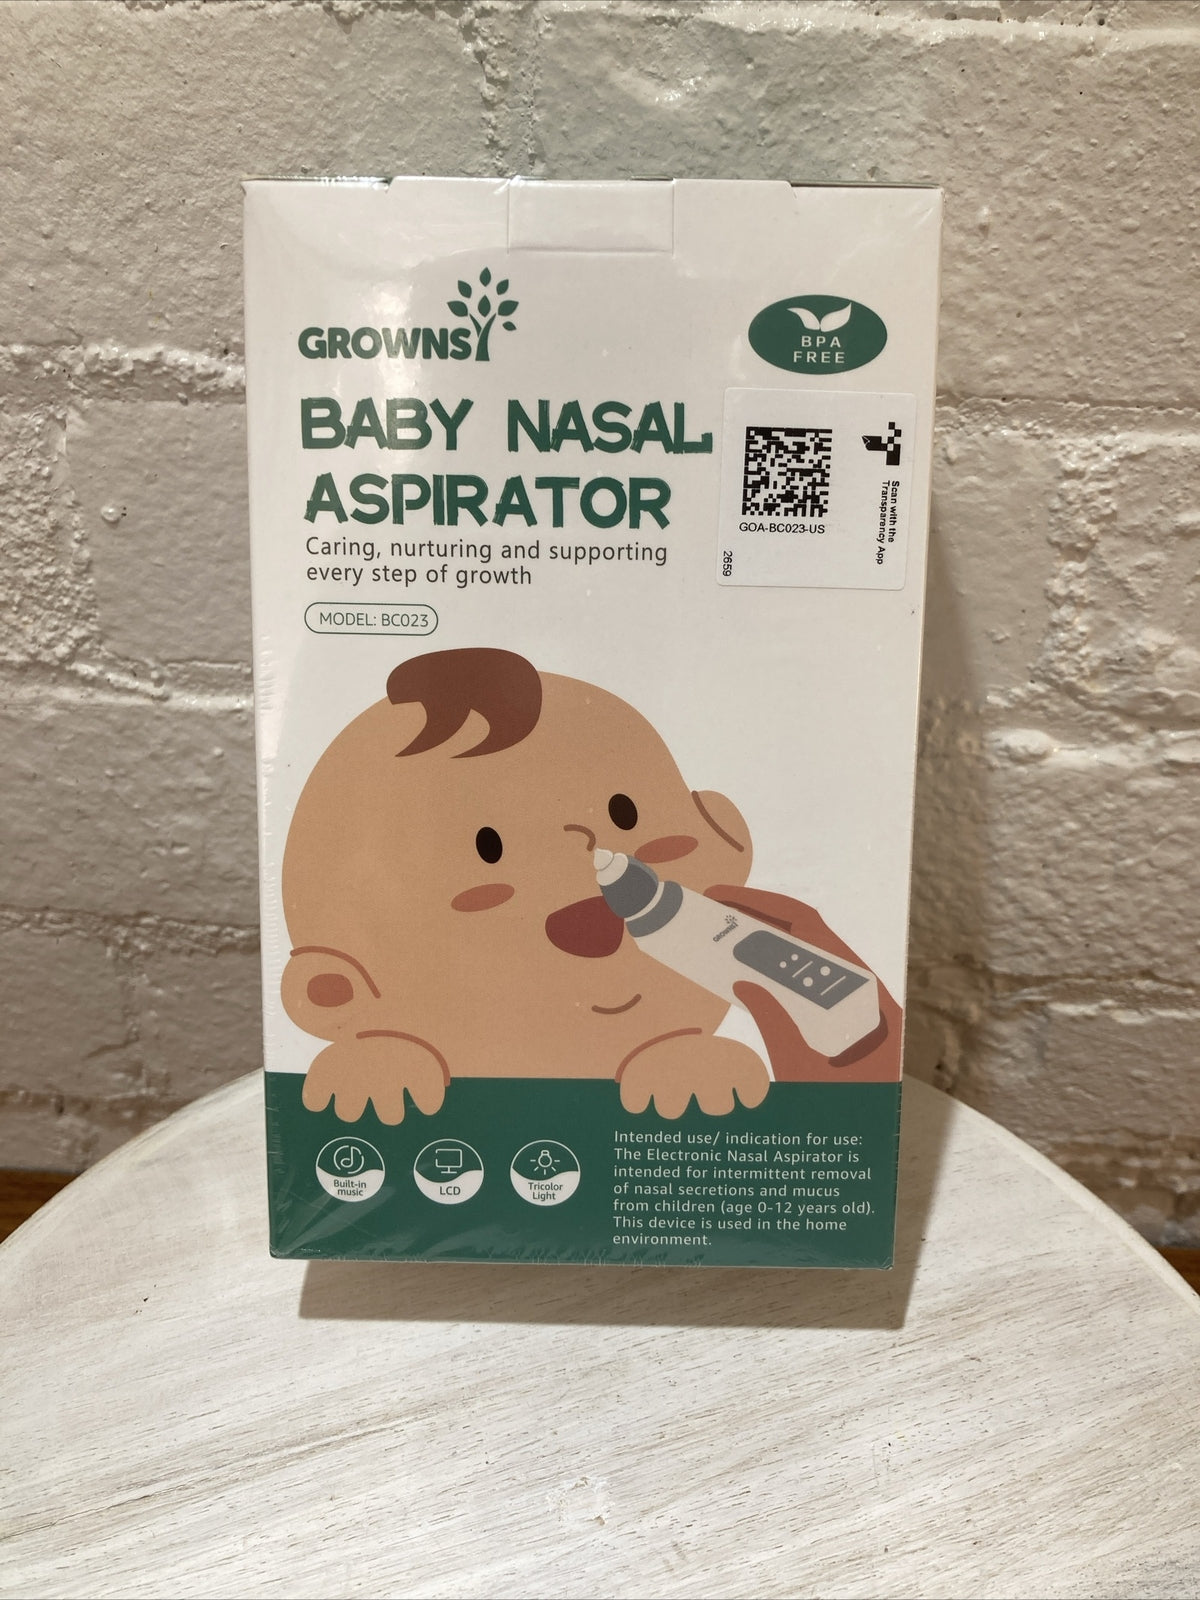 GROWNSY
BPA
FREE
BABY NASAL
ASPIRATOR
Caring, nurturing and supporting
every step of growth
MODEL: BC023
GOA-BC023-US
2659
Scan with the
Transparency App
GROWNSY
Built-in
music
LCD
Tricolor
Light
Intended use/ indication for use:
The Electronic Nasal Aspirator is
intended for intermittent removal
of nasal secretions and mucus
from children (age 0-12 years old).
This device is used in the home
environment.